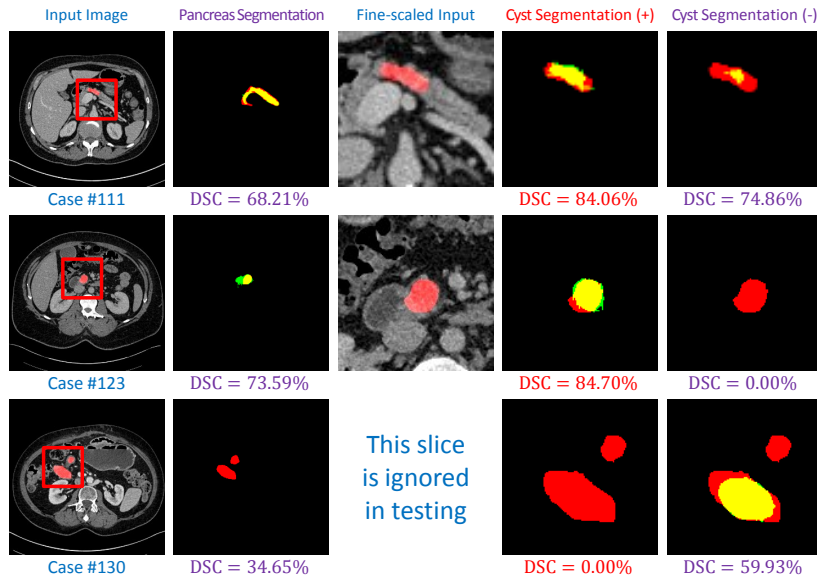 Input Image
Pancreas Segmentation
Fine-scaled Input
Cyst Segmentation (+)
Cyst Segmentation (-)
Case #111
DSC = 68.21%
DSC = 84.06%
DSC = 74.86%
Case #123
DSC = 73.59%
DSC = 84.70%
DSC = 0.00%
This slice
is ignored
in testing
Case #130
DSC = 34.65%
DSC = 0.00%
DSC = 59.93%